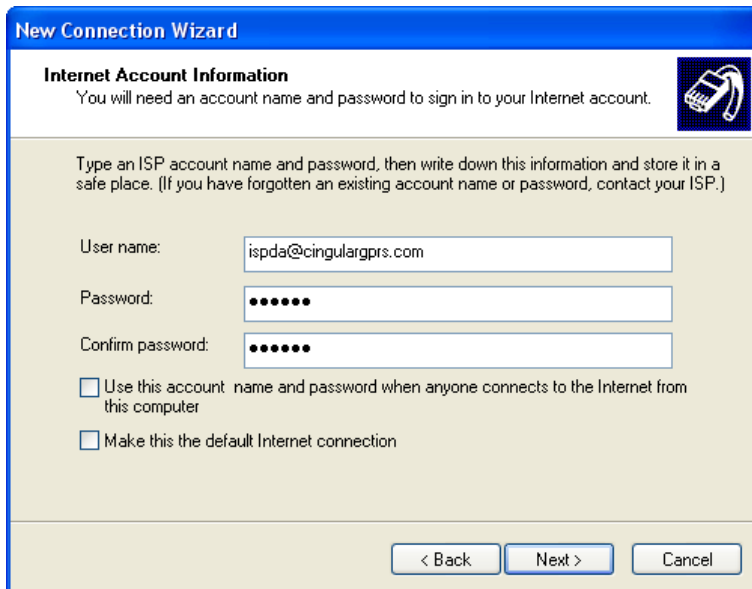 New Connection Wizard
Internet Account Information
You will need an account name and password to sign in to your Internet account.
Type an ISP account name and password, then write down this information and store it in a
safe place. (If you have forgotten an existing account name or password, contact your ISP.)
User name:
ispda@cingulargprs.com
Password:
●●●●●●
Confirm password:
●●●●●●
Use this account  name and password when anyone connects to the Internet from
this computer
Make this the default Internet connection
< Back
Next >
Cancel